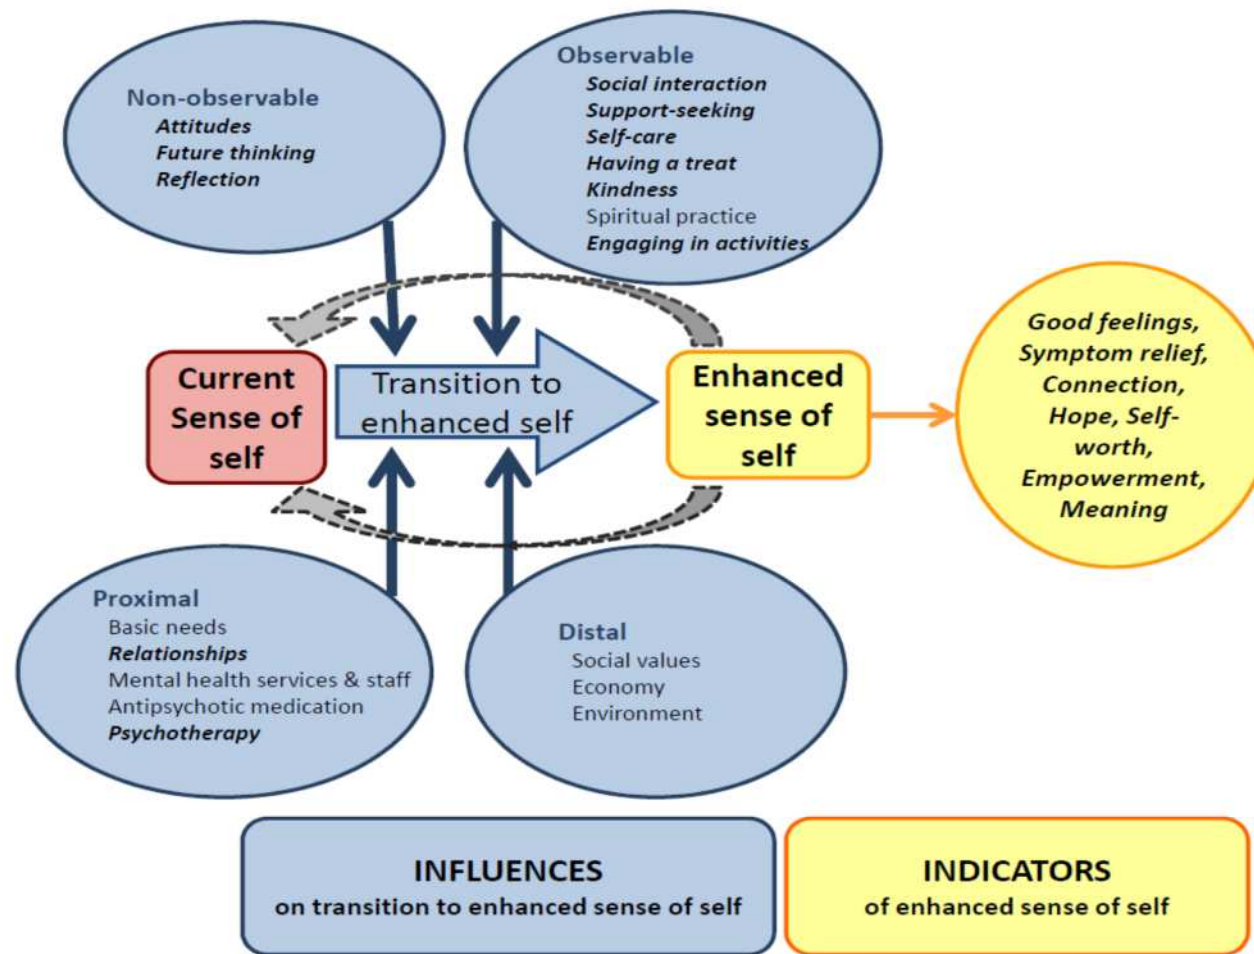 Non-observable
Attitudes
Future thinking
Reflection
Observable
Social interaction
Support-seeking
Self-care
Having a treat
Kindness
Spiritual practice
Engaging in activities
Current
Sense of
self
Transition to
enhanced self
Enhanced
sense of
self
Good feelings,
Symptom relief,
Connection,
Hope, Self-
worth,
Empowerment,
Meaning
Proximal
Basic needs
Relationships
Mental health services & staff
Antipsychotic medication
Psychotherapy
Distal
Social values
Economy
Environment
INFLUENCES
on transition to enhanced sense of self
INDICATORS
of enhanced sense of self